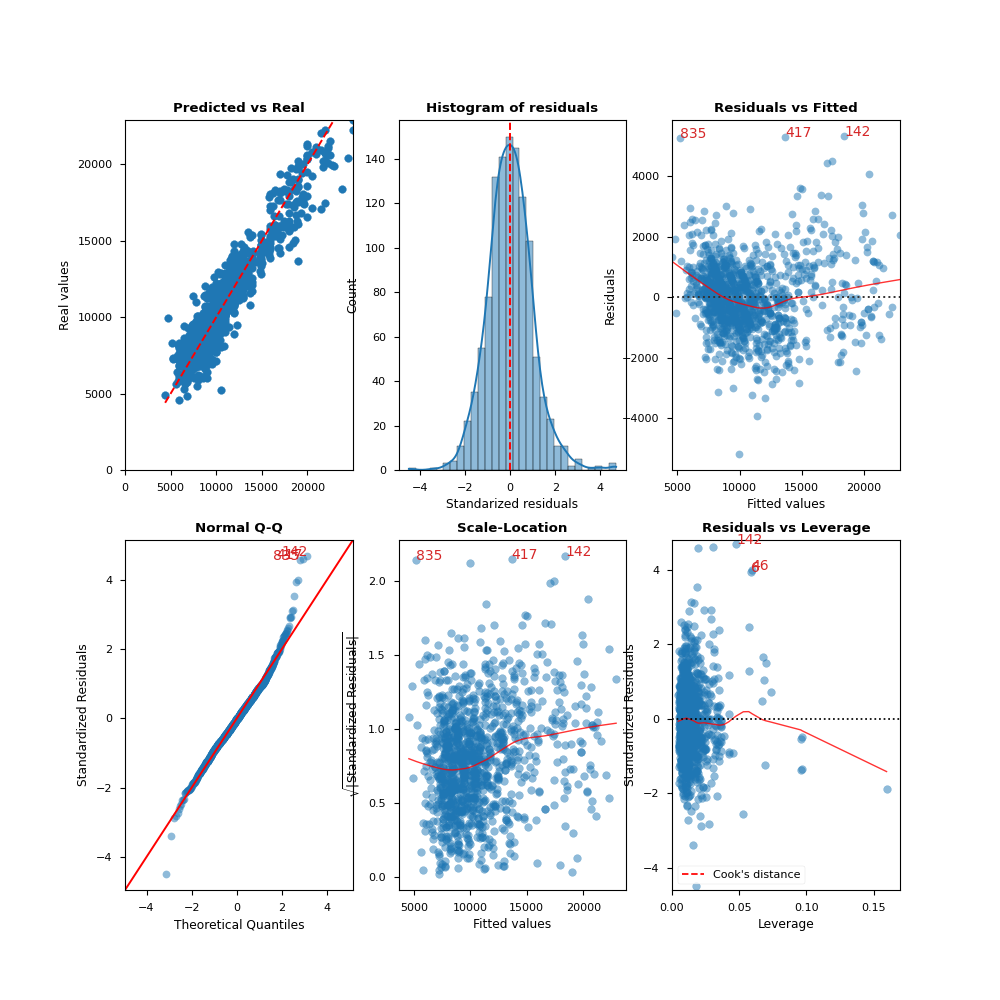 Predicted vs Real
Real values
20000
15000
10000
5000
0
0 5000 10000 15000 20000
Histogram of residuals
Count
140
120
100
80
60
40
20
0
−4 −2 0 2 4
Standarized residuals
Residuals vs Fitted
Residuals
835 417 142
4000
2000
0
−2000
−4000
5000 10000 15000 20000
Fitted values
Normal Q-Q
Standardized Residuals
142
4
2
0
−2
−4
−4 −2 0 2 4
Theoretical Quantiles
Scale-Location
√|Standardized Residuals|
835 417 142
2.0
1.5
1.0
0.5
0.0
5000 10000 15000 20000
Fitted values
Residuals vs Leverage
Standardized Residuals
142
4
2
0
−2
−4
Cook's distance
0.00 0.05 0.10 0.15
Leverage